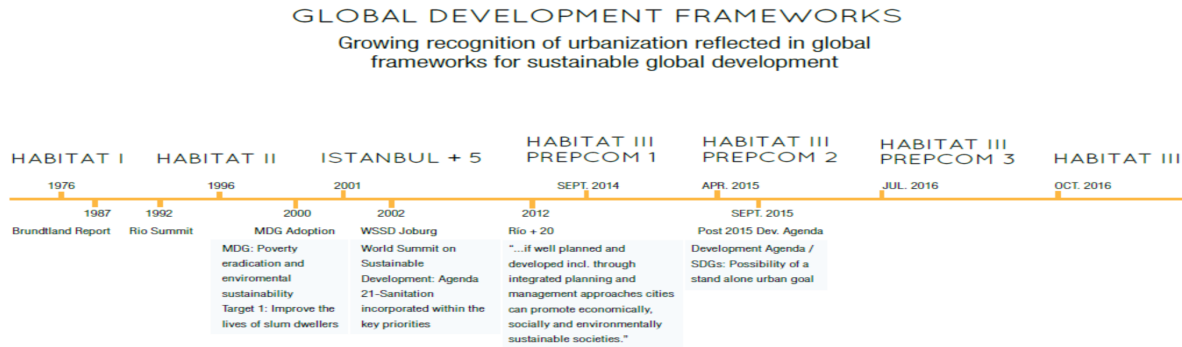 GLOBAL DEVELOPMENT FRAMEWORKS
Growing recognition of urbanization reflected in global
frameworks for sustainable global development
HABITAT I
HABITAT II
ISTANBUL + 5
HABITAT III
PREPCOM 1
HABITAT III
PREPCOM 2
HABITAT III
PREPCOM 3
HABITAT III
1976
1996
2001
SEPT. 2014
APR. 2015
JUL. 2016
OCT. 2016
1987
1992
2000
2002
2012
SEPT. 2015
Brundtland Report
Rio Summit
MDG Adoption
WSSD Joburg
Río + 20
Post 2015 Dev. Agenda
MDG: Poverty
eradication and
enviromental
sustainability
Target 1: Improve the
lives of slum dwellers
World Summit on
Sustainable
Development: Agenda
21-Sanitation
incorporated within the
key priorities
"...if well planned and
developed incl. through
integrated planning and
management approaches cities
can promote economically,
socially and environmentally
sustainable societies."
Development Agenda /
SDGs: Possibility of a
stand alone urban goal